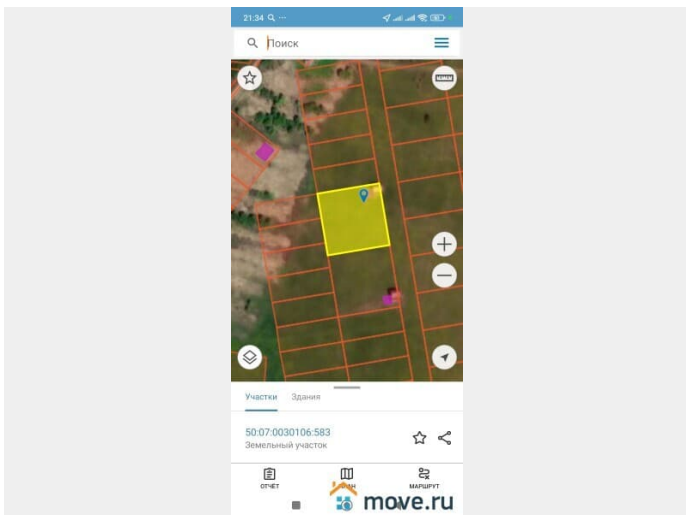 21:34
Поиск
Участки Здания
50:07:0030106:583
Земельный участок
ОТЧЁТ МАРШРУТ
move.ru